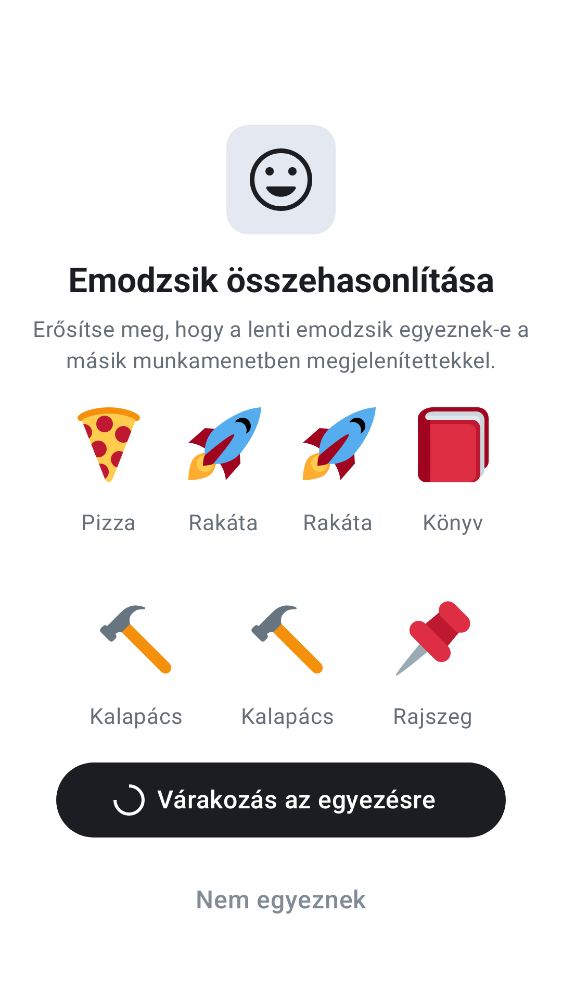 Emodzsik összehasonlítása
Erősítse meg, hogy a lenti emodzsik egyeznek-e a
másik munkamenetben megjelenítettekkel.
Pizza Rakáta Rakáta Könyv
Kalapács Kalapács Rajszeg
Várakozás az egyezésre
Nem egyeznek